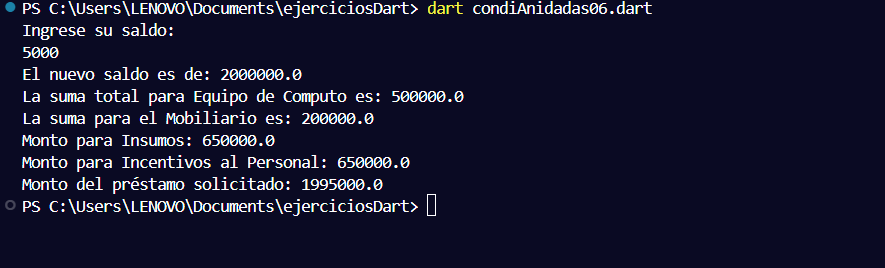 PS C:\Users\LENOVO\Documents\ejerciciosDart> dart condiAnidadas06.dart
Ingrese su saldo:
5000
El nuevo saldo es de: 2000000.0
La suma total para Equipo de Computo es: 500000.0
La suma para el Mobiliario es: 200000.0
Monto para Insumos: 650000.0
Monto para Incentivos al Personal: 650000.0
Monto del préstamo solicitado: 1995000.0
PS C:\Users\LENOVO\Documents\ejerciciosDart>